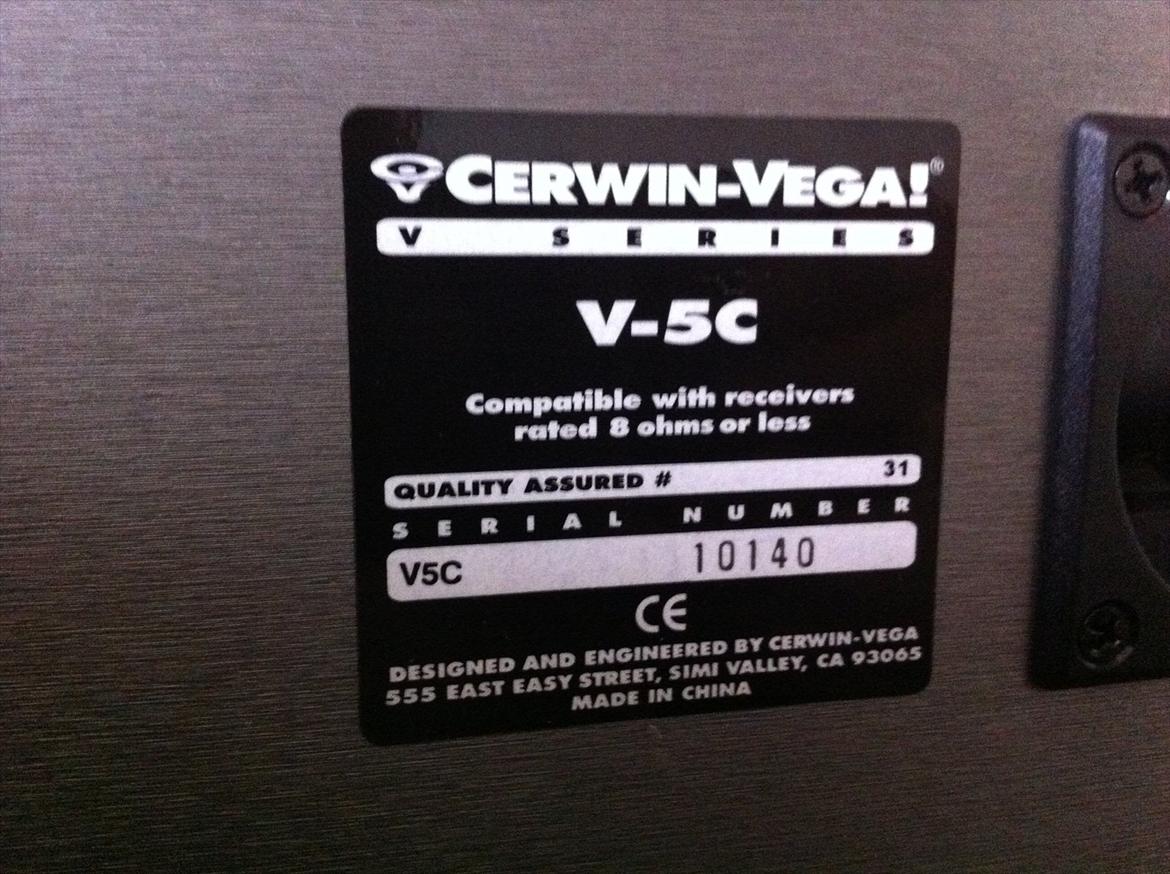 CERWIN-VEGA!®
V SERIES
V-5C
Compatible with receivers
rated 8 ohms or less
QUALITY ASSURED # 31
SERIAL NUMBER
V5C 10140
CE
DESIGNED AND ENGINEERED BY CERWIN-VEGA
555 EAST EASY STREET, SIMI VALLEY, CA 93065
MADE IN CHINA